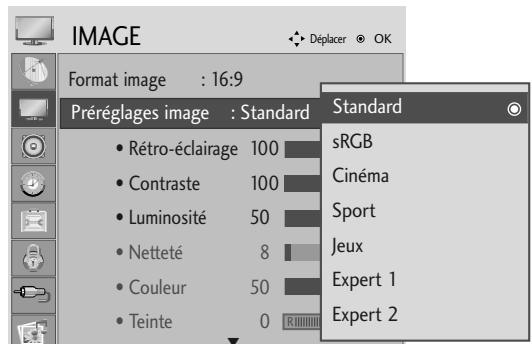 IMAGE
Déplacer OK
Format image : 16:9
Préréglages image : Standard
• Rétro-éclairage 100
• Contraste 100
• Luminosité 50
• Netteté 8
• Couleur 50
• Teinte 0 R
Standard
sRGB
Cinéma
Sport
Jeux
Expert 1
Expert 2